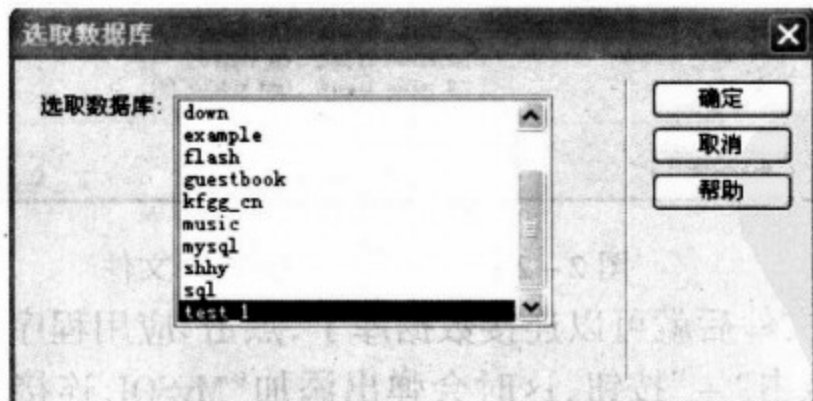 选取数据库
选取数据库:
down
example
flash
guestbook
kfgg_cn
music
mysql
shhy
sql
test_1
确定
取消
帮助